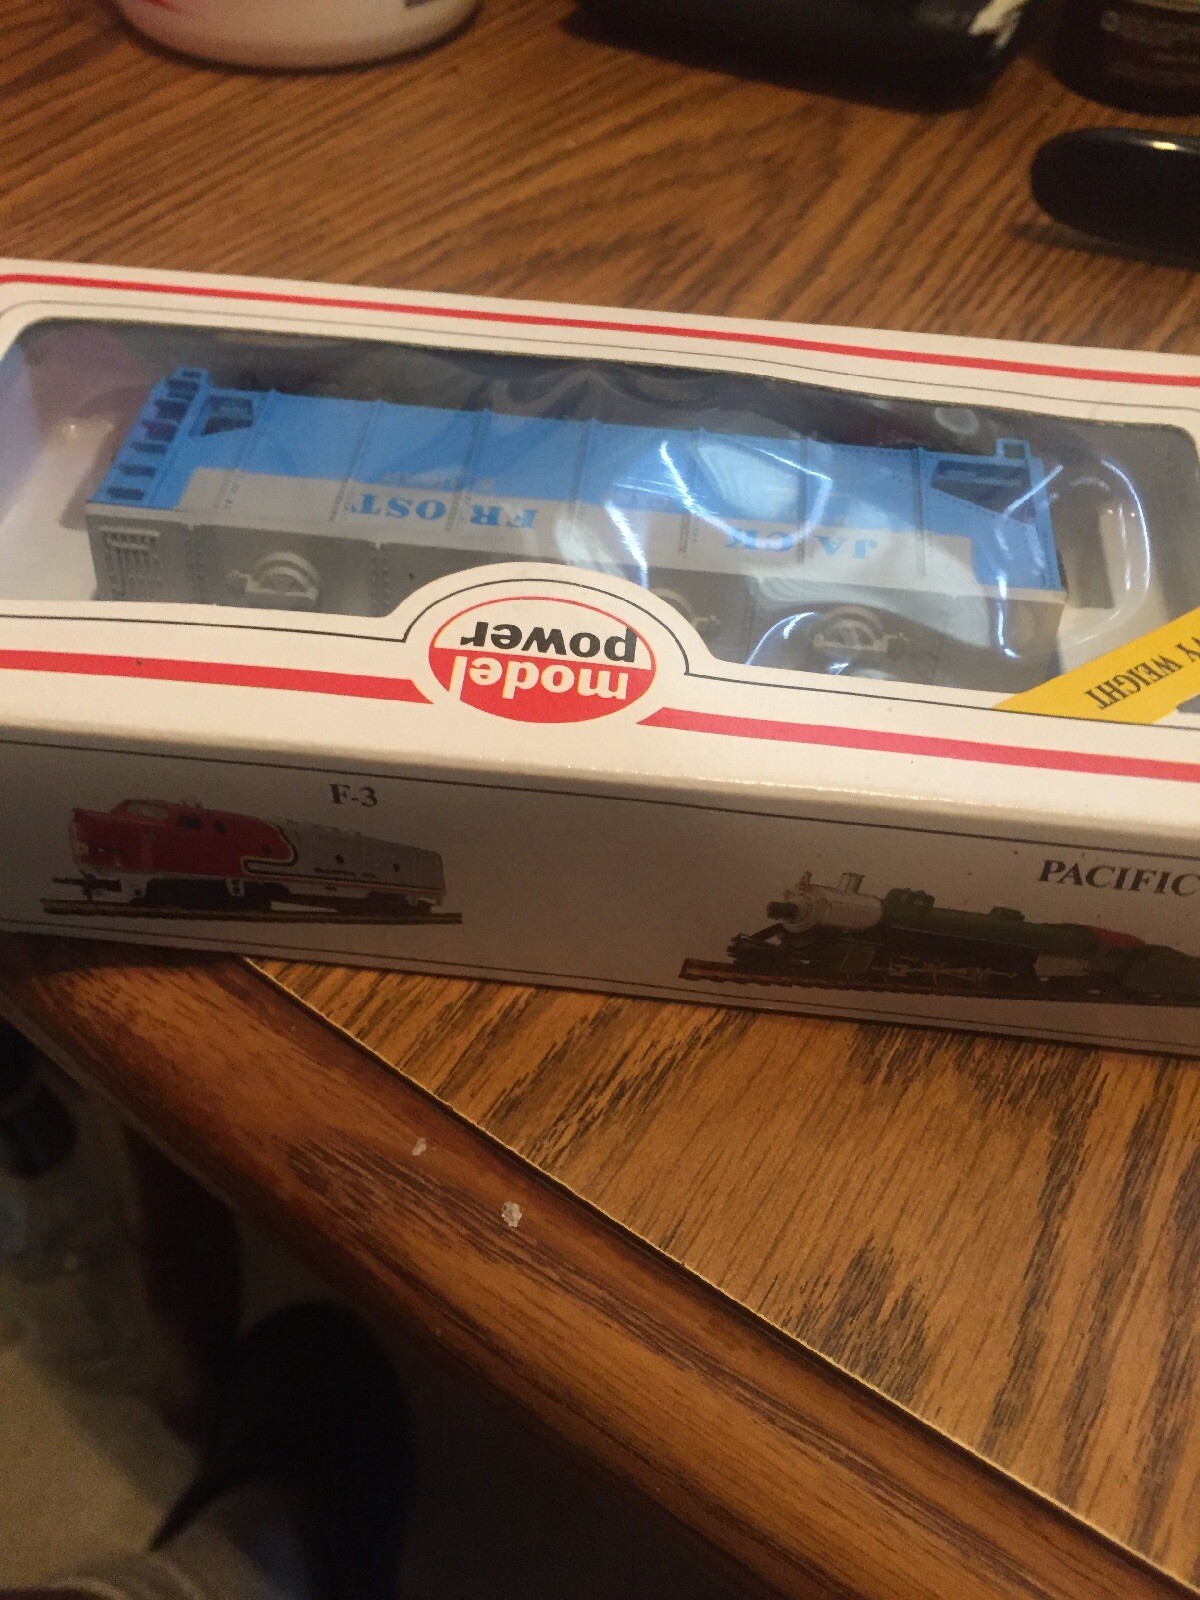 JACK FROST
model
power
Y WEIGHT
F-3
PACIFIC